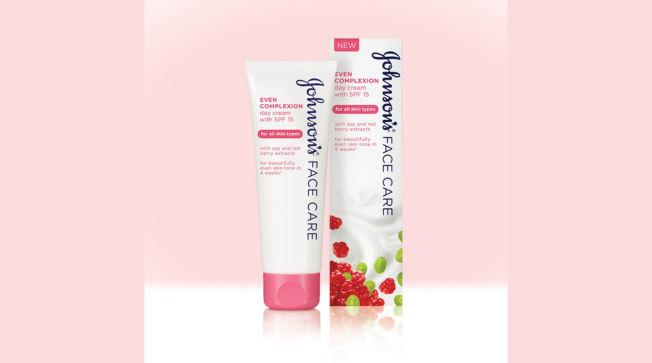 EVEN
COMPLEXION
day cream
with SPF 15
for all skin types
with soy and red
berry extracts
for beautifully
even skin tone in
4 weeks*
Johnson's® FACE CARE
NEW
EVEN
COMPLEXION
day cream
with SPF 15
for all skin types
with soy and red
berry extracts
for beautifully
even skin tone in
4 weeks*
Johnson's® FACE CARE